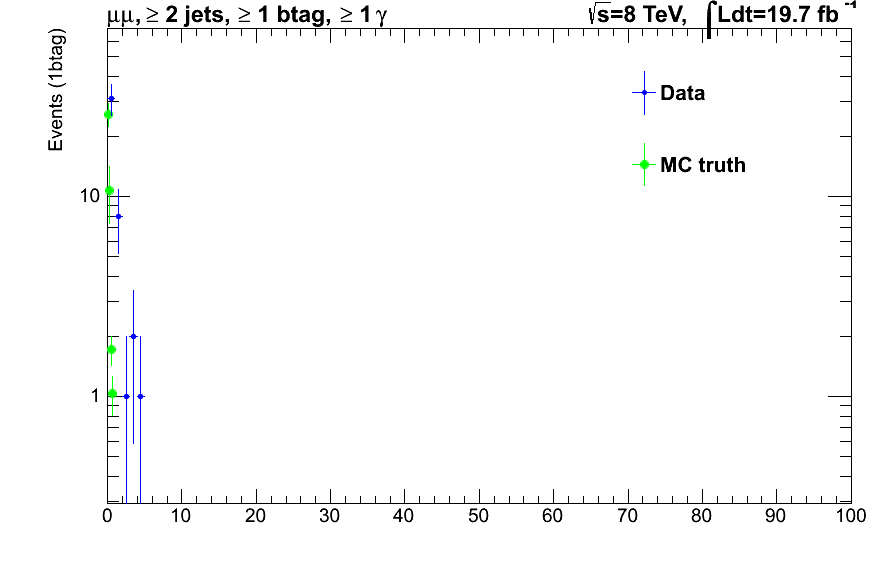 μμ, ≥ 2 jets, ≥ 1 btag, ≥ 1 γ
√s=8 TeV, ∫Ldt=19.7 fb⁻¹
Events (1btag)
Data
MC truth
10
1
0 10 20 30 40 50 60 70 80 90 100